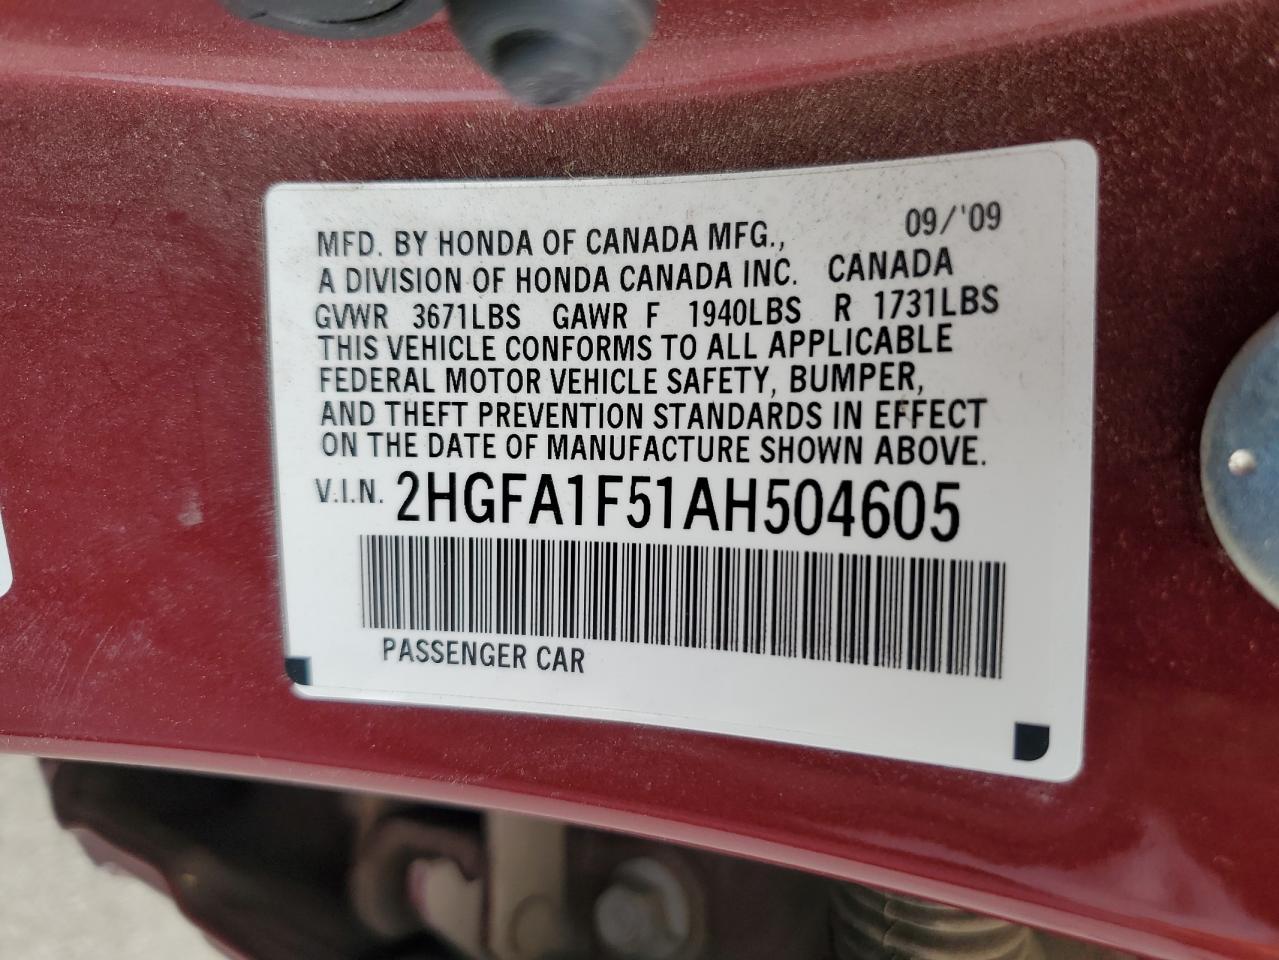 MFD. BY HONDA OF CANADA MFG., 09/'09
A DIVISION OF HONDA CANADA INC. CANADA
GVWR 3671LBS GAWR F 1940LBS R 1731LBS
THIS VEHICLE CONFORMS TO ALL APPLICABLE
FEDERAL MOTOR VEHICLE SAFETY, BUMPER,
AND THEFT PREVENTION STANDARDS IN EFFECT
ON THE DATE OF MANUFACTURE SHOWN ABOVE.
V.I.N. 2HGFA1F51AH504605
PASSENGER CAR